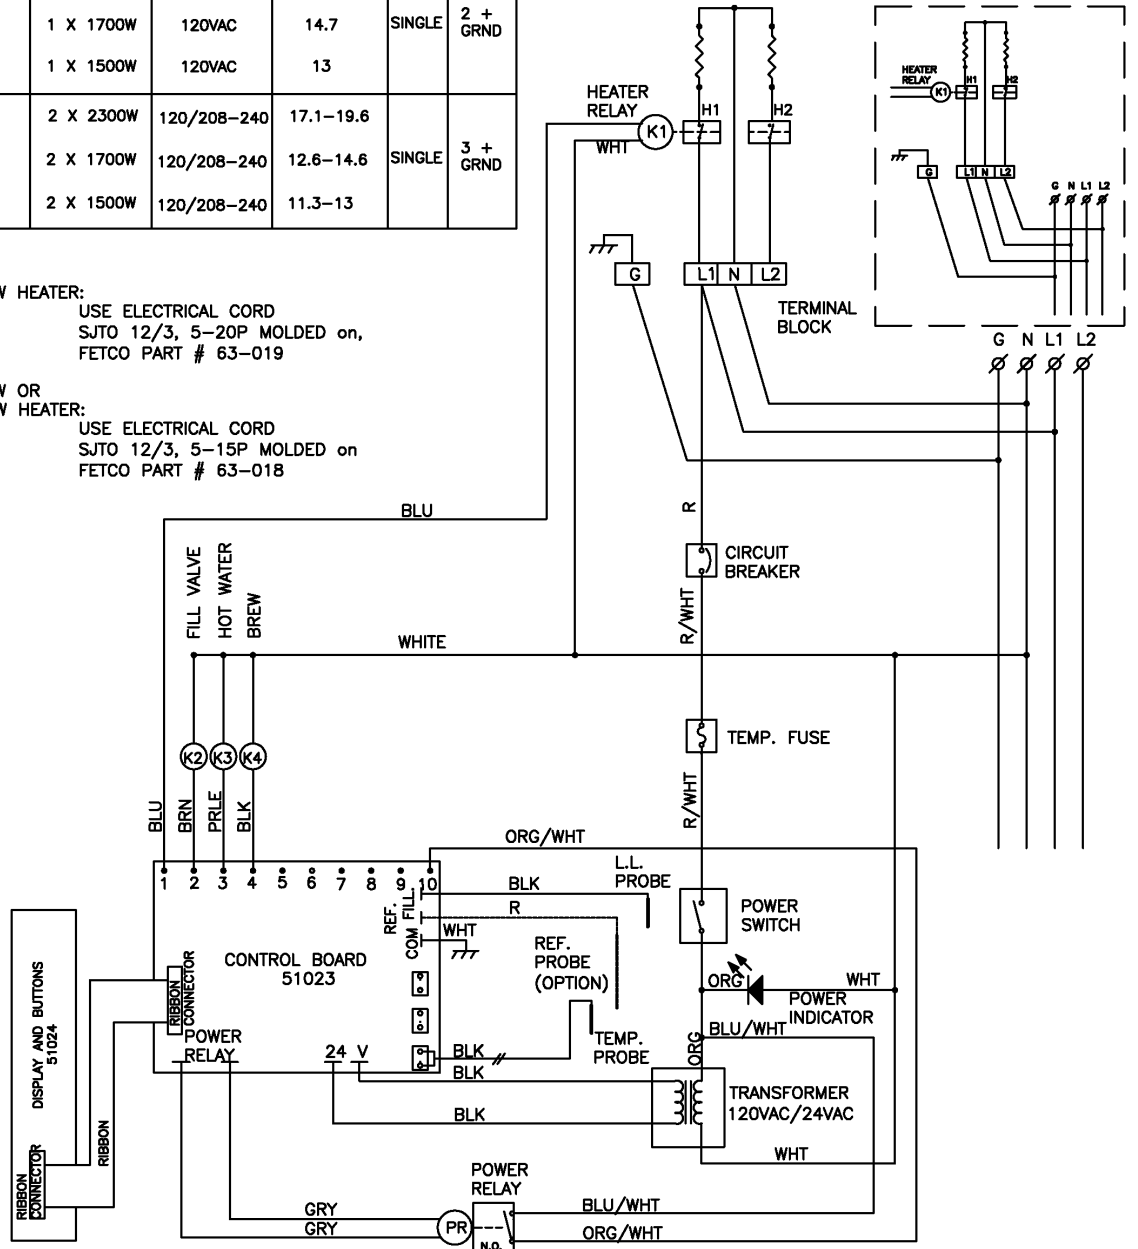 1 X 1700W 120VAC 14.7 SINGLE 2 + GRND
1 X 1500W 120VAC 13
2 X 2300W 120/208-240 17.1-19.6
2 X 1700W 120/208-240 12.6-14.6 SINGLE 3 + GRND
2 X 1500W 120/208-240 11.3-13
W HEATER:
USE ELECTRICAL CORD
SJTO 12/3, 5-20P MOLDED on,
FETCO PART # 63-019
W OR
W HEATER:
USE ELECTRICAL CORD
SJTO 12/3, 5-15P MOLDED on
FETCO PART # 63-018
HEATER
RELAY
K1
H1
H2
WHT
G
L1 N L2
TERMINAL
BLOCK
HEATER
RELAY
K1
H1
H2
G
L1 N L2
G N L1 L2
G N L1 L2
BLU
R
CIRCUIT
BREAKER
R/WHT
FILL VALVE
HOT WATER
BREW
WHITE
TEMP. FUSE
R/WHT
K2 K3 K4
BLU
BRN
PRLE
BLK
ORG/WHT
1 2 3 4 5 6 7 8 9 10
L.L.
PROBE
BLK
R
WHT
FILL.
REF.
COM
REF.
PROBE
(OPTION)
POWER
SWITCH
CONTROL BOARD
51023
RIBBON
CONNECTOR
POWER
RELAY
24 V
TEMP.
PROBE
BLK
BLK
BLK
ORG
WHT
POWER
INDICATOR
BLU/WHT
ORG
TRANSFORMER
120VAC/24VAC
WHT
DISPLAY AND BUTTONS
51024
RIBBON
CONNECTOR
RIBBON
GRY
GRY
POWER
RELAY
PR
N.O.
BLU/WHT
ORG/WHT